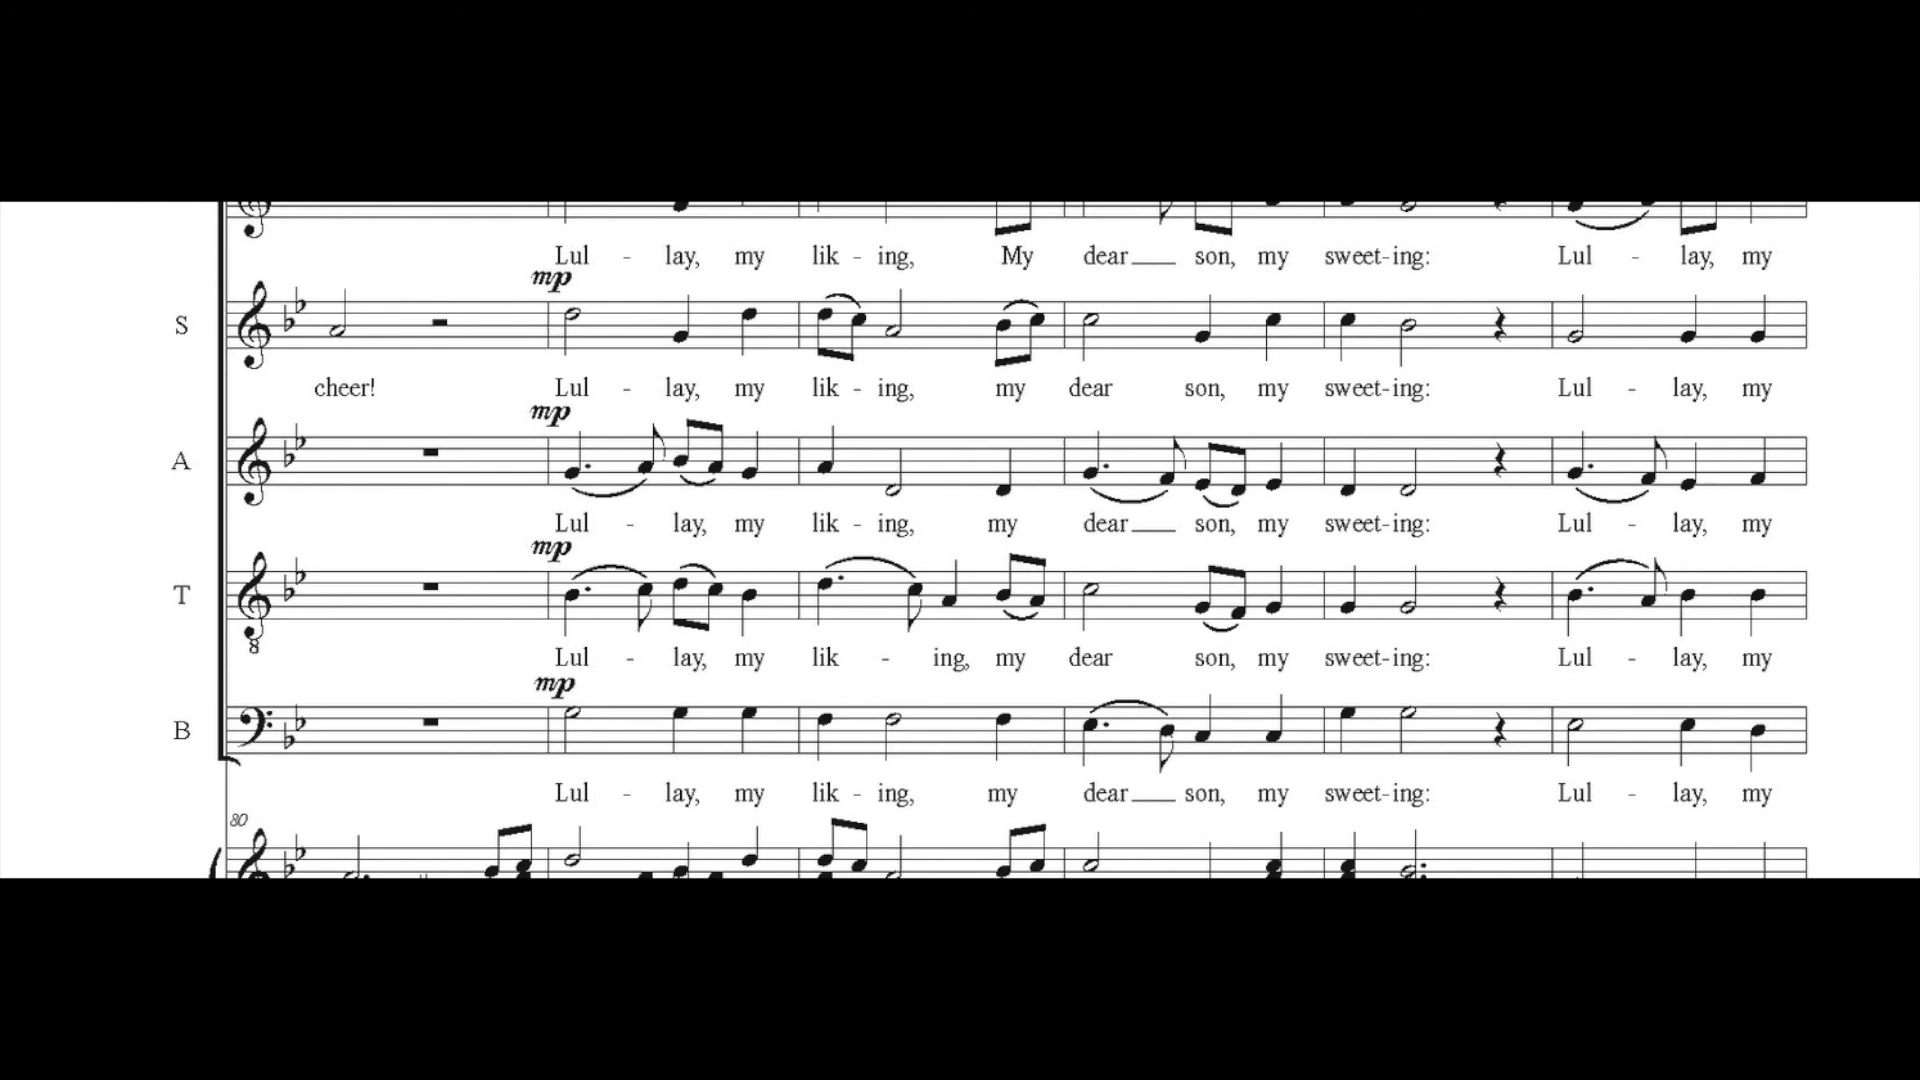 Lul - lay, my lik - ing, My dear son, my sweet-ing: Lul - lay, my
mp
S
cheer! Lul - lay, my lik - ing, my dear son, my sweet-ing: Lul - lay, my
mp
A
Lul - lay, my lik - ing, my dear son, my sweet-ing: Lul - lay, my
mp
T
8
Lul - lay, my lik - ing, my dear son, my sweet-ing: Lul - lay, my
mp
B
Lul - lay, my lik - ing, my dear son, my sweet-ing: Lul - lay, my
80